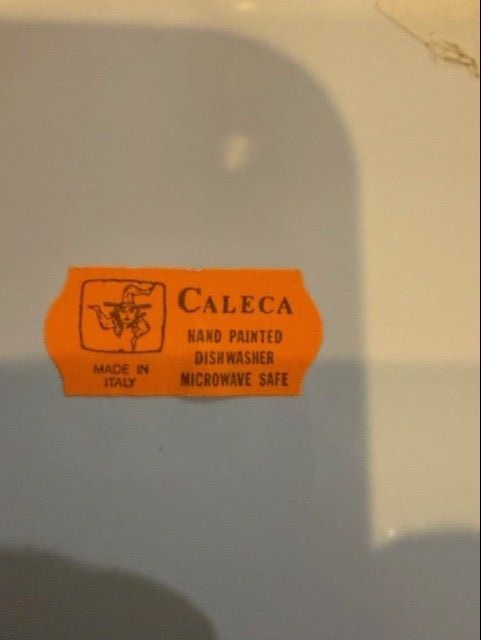 CALECA
HAND PAINTED
DISHWASHER
MICROWAVE SAFE
MADE IN
ITALY